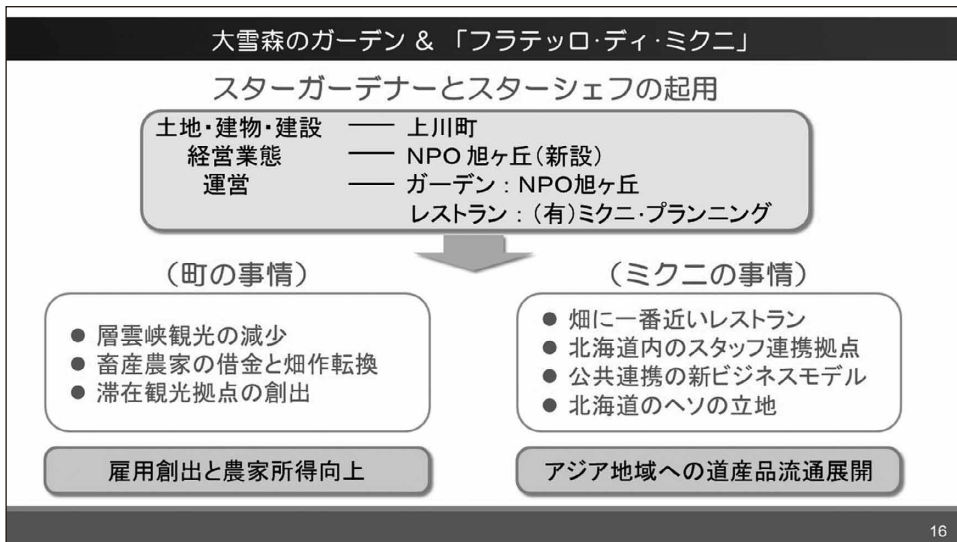 大雪森のガーデン & 「フラテッロ・ディ・ミクニ」
スターガーデナーとスターシェフの起用
土地・建物・建設 ―― 上川町
経営業態 ―― NPO 旭ヶ丘(新設)
運営 ―― ガーデン : NPO旭ヶ丘
レストラン : (有)ミクニ・プランニング
(町の事情)
● 層雲峡観光の減少
● 畜産農家の借金と畑作転換
● 滞在観光拠点の創出
雇用創出と農家所得向上
(ミクニの事情)
● 畑に一番近いレストラン
● 北海道内のスタッフ連携拠点
● 公共連携の新ビジネスモデル
● 北海道のヘソの立地
アジア地域への道産品流通展開
16